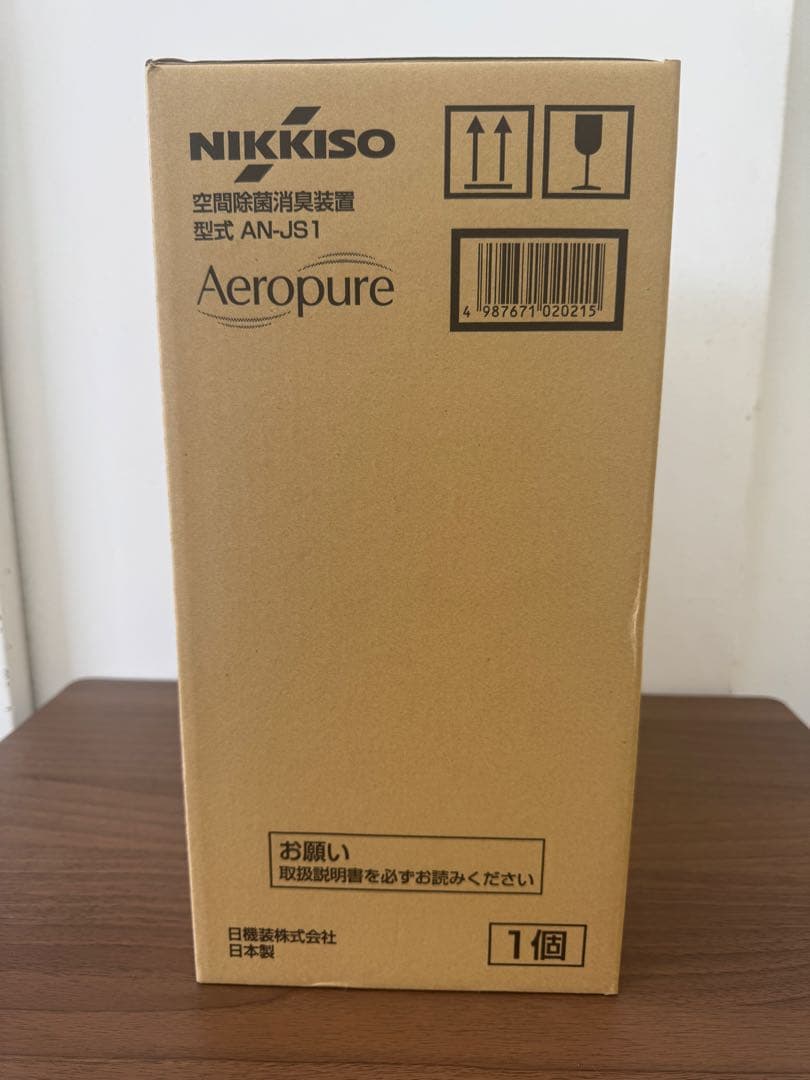 NIKKISO
空間除菌消臭装置
型式 AN-JS1
Aeropure
4 987671 020215
お願い
取扱説明書を必ずお読みください
日機装株式会社
日本製
1個